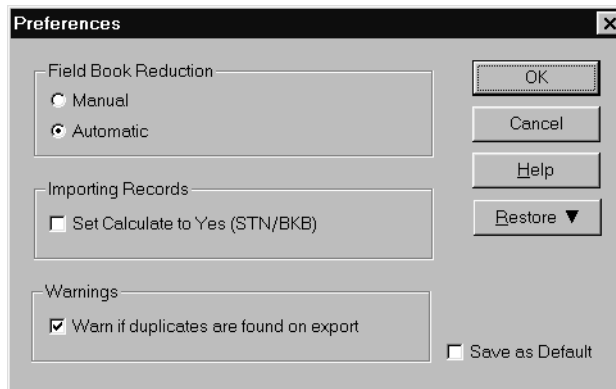 Preferences
Field Book Reduction
Manual
Automatic
Importing Records
Set Calculate to Yes (STN/BKB)
Warnings
Warn if duplicates are found on export
OK
Cancel
Help
Restore ▼
Save as Default